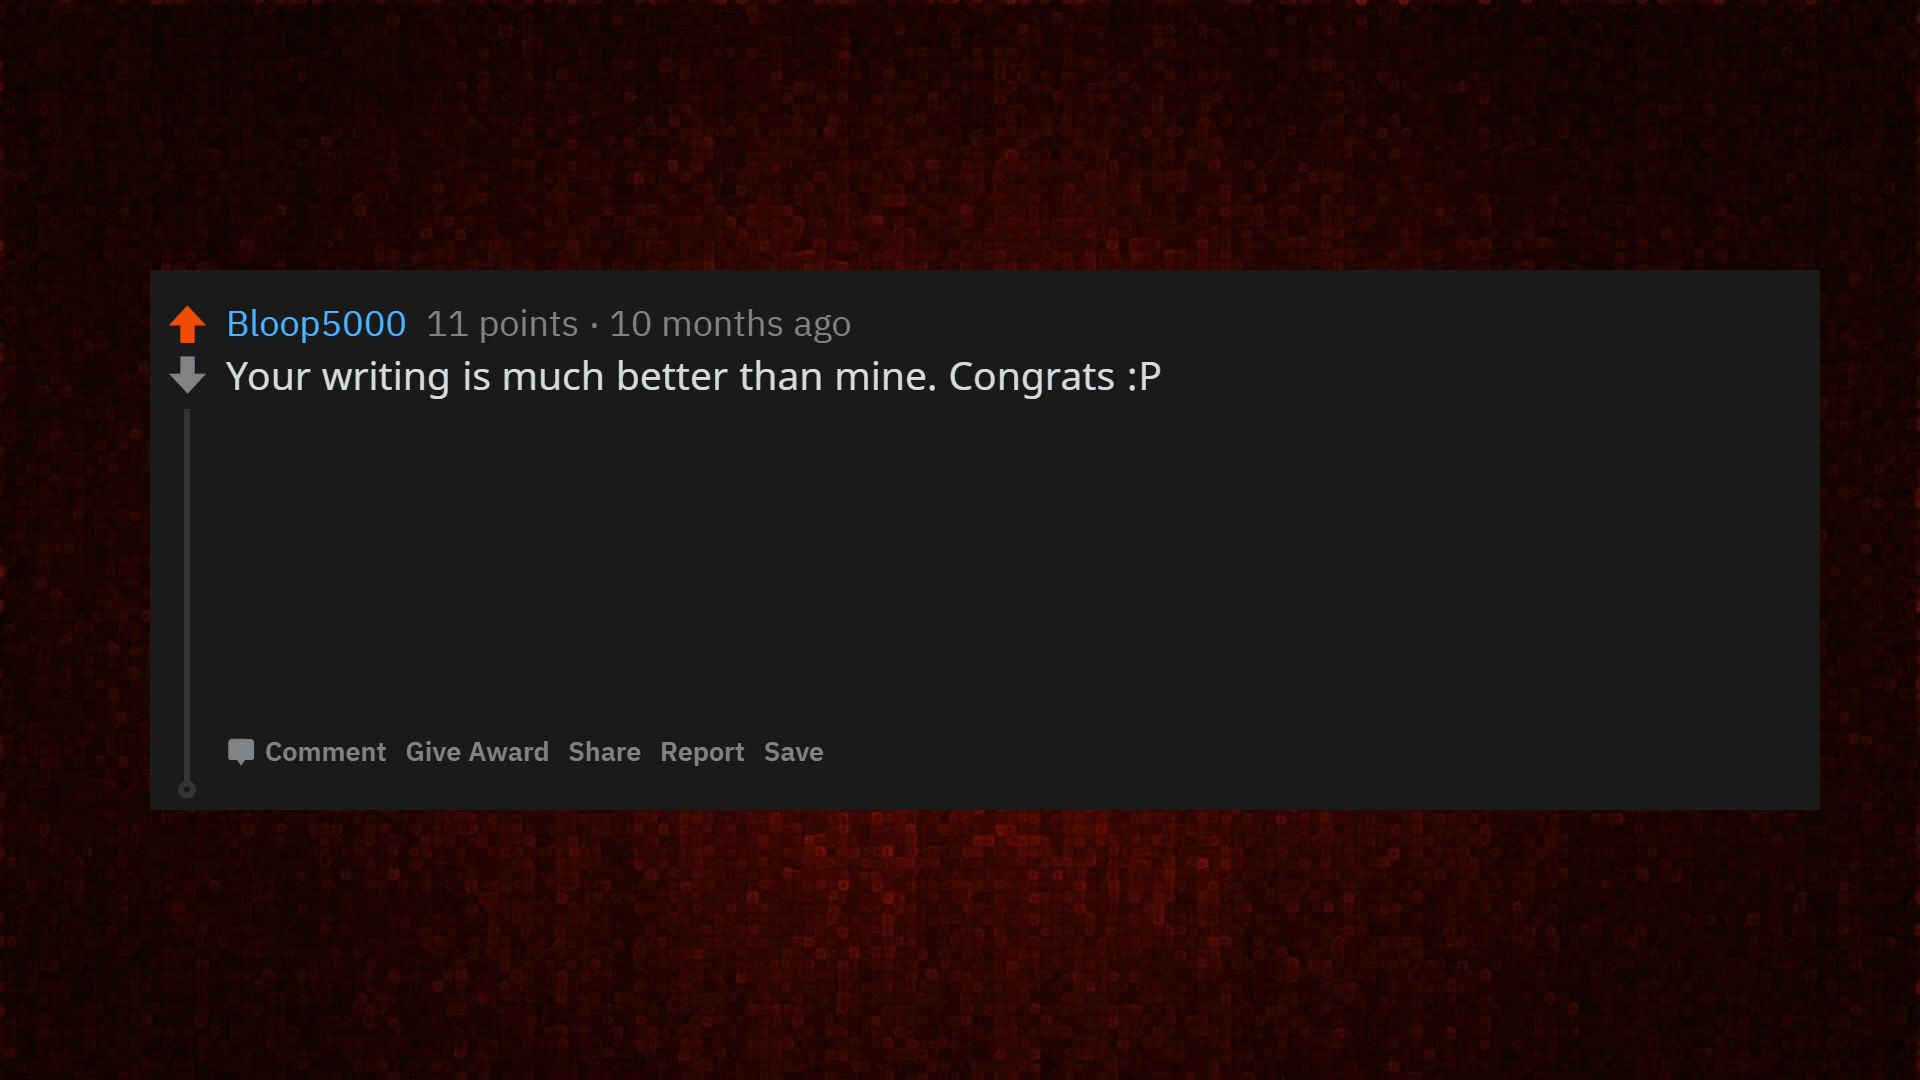 Bloop5000 11 points · 10 months ago
Your writing is much better than mine. Congrats :P
Comment Give Award Share Report Save